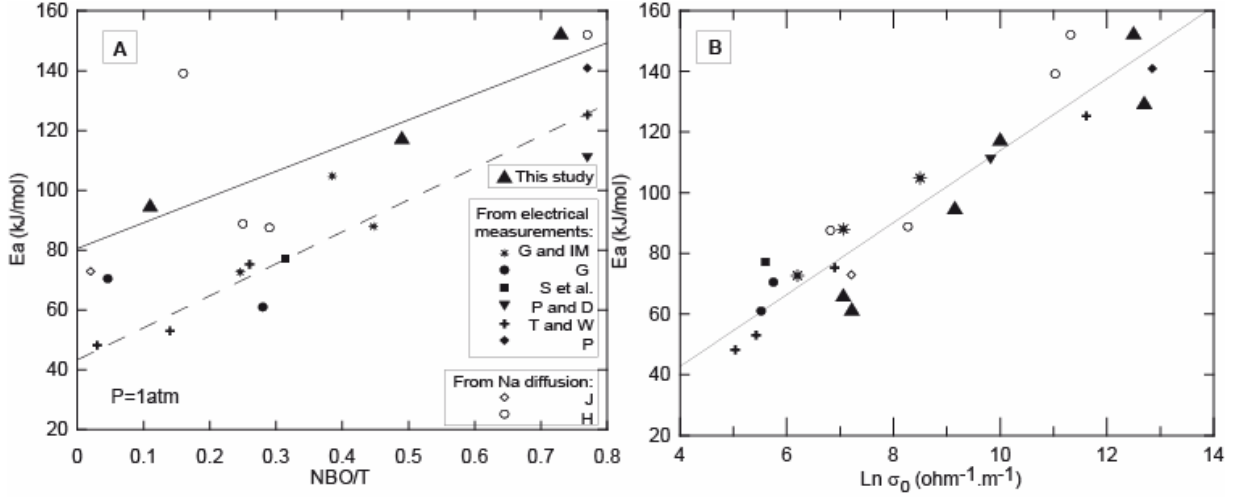 160
140
120
100
80
60
40
20
Ea (kJ/mol)
A
P=1atm
This study
From electrical
measurements:
G and IM
G
S et al.
P and D
T and W
P
From Na diffusion:
J
H
0 0.1 0.2 0.3 0.4 0.5 0.6 0.7 0.8
NBO/T
160
140
120
100
80
60
40
20
Ea (kJ/mol)
B
4 6 8 10 12 14
Ln σ₀ (ohm⁻¹.m⁻¹)